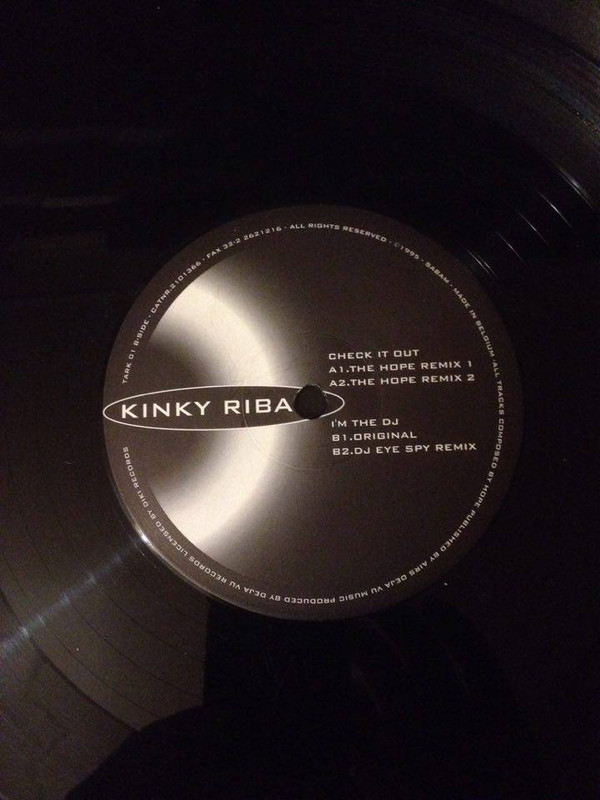 TARK 01 B-SIDE - CATNR.2101366 - FAX 32-2 2621216 - ALL RIGHTS RESERVED - ©1995 - SABAM - MADE IN BELGIUM -ALL TRACKS COMPOSED BY HOPE PUBLISHED BY AIRS DEJA VU MUSIC PRODUCED BY DEJA VU RECORDS LICENSED BY DIKI RECORDS
KINKY RIBA
CHECK IT OUT
A1.THE HOPE REMIX 1
A2.THE HOPE REMIX 2
I'M THE DJ
B1.ORIGINAL
B2.DJ EYE SPY REMIX